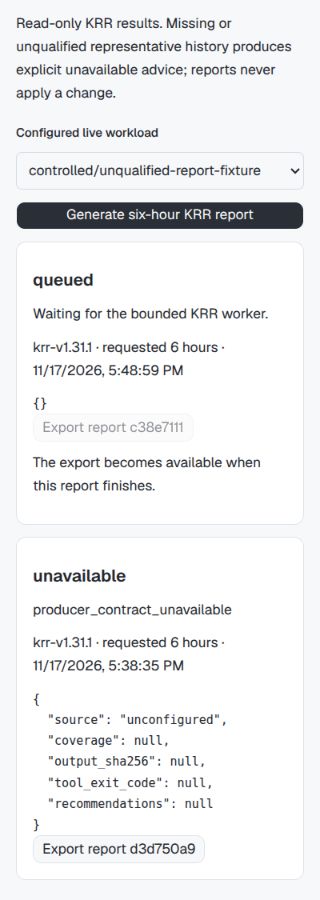 Read-only KRR results. Missing or
unqualified representative history produces
explicit unavailable advice; reports never
apply a change.
Configured live workload
controlled/unqualified-report-fixture
Generate six-hour KRR report
queued
Waiting for the bounded KRR worker.
krr-v1.31.1 · requested 6 hours ·
11/17/2026, 5:48:59 PM
{}
Export report c38e7111
The export becomes available when
this report finishes.
unavailable
producer_contract_unavailable
krr-v1.31.1 · requested 6 hours ·
11/17/2026, 5:38:35 PM
{
  "source": "unconfigured",
  "coverage": null,
  "output_sha256": null,
  "tool_exit_code": null,
  "recommendations": null
}
Export report d3d750a9